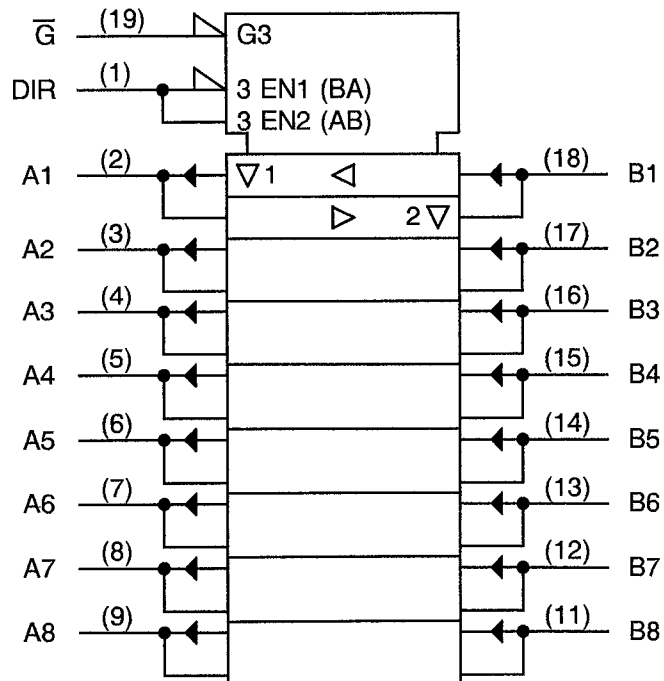 G̅ (19) G3
DIR (1) 3 EN1 (BA)
3 EN2 (AB)
A1 (2) ▽ 1 ◁ (18) B1
▷ 2 ▽
A2 (3) (17) B2
A3 (4) (16) B3
A4 (5) (15) B4
A5 (6) (14) B5
A6 (7) (13) B6
A7 (8) (12) B7
A8 (9) (11) B8